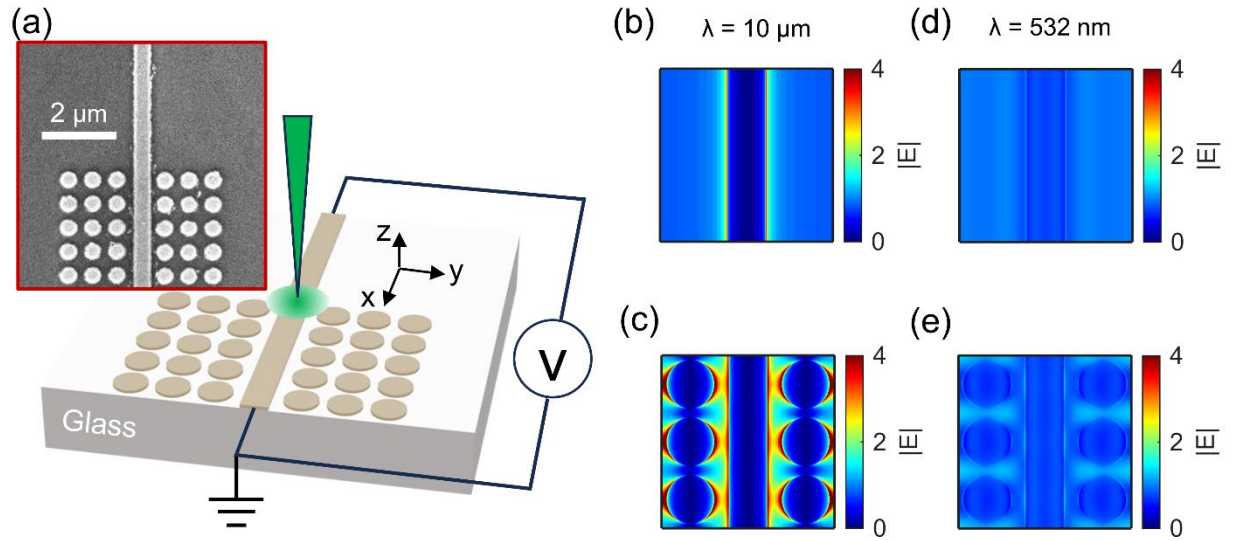 (a)
2 μm
z
y
x
V
Glass
(b)
λ = 10 μm
4
2
0
|E|
(d)
λ = 532 nm
4
2
0
|E|
(c)
4
2
0
|E|
(e)
4
2
0
|E|